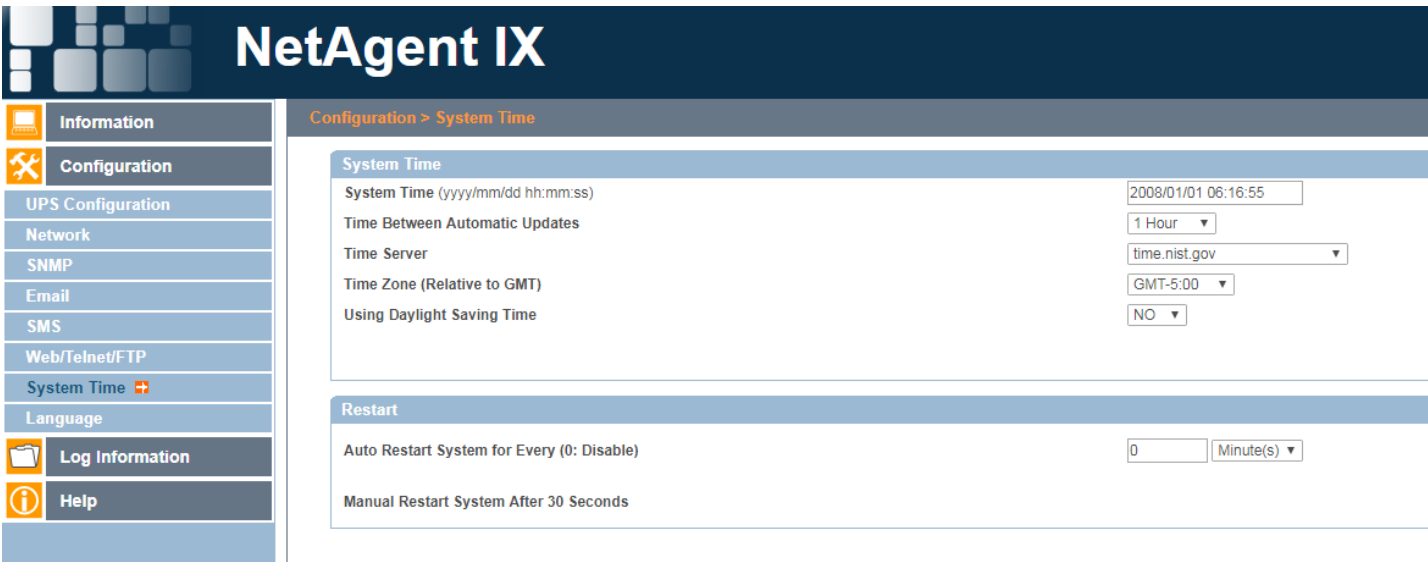 NetAgent IX
Information
Configuration
UPS Configuration
Network
SNMP
Email
SMS
Web/Telnet/FTP
System Time
Language
Log Information
Help
Configuration > System Time
System Time
System Time (yyyy/mm/dd hh:mm:ss) 2008/01/01 06:16:55
Time Between Automatic Updates 1 Hour
Time Server time.nist.gov
Time Zone (Relative to GMT) GMT-5:00
Using Daylight Saving Time NO
Restart
Auto Restart System for Every (0: Disable) 0 Minute(s)
Manual Restart System After 30 Seconds